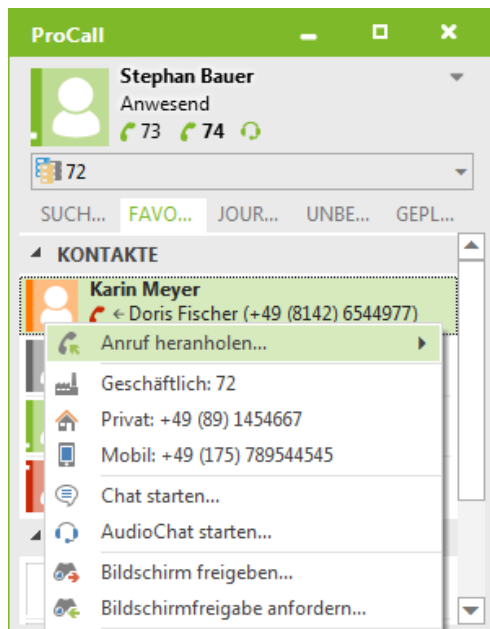 ProCall
Stephan Bauer
Anwesend
73 74
72
SUCH... FAVO... JOUR... UNBE... GEPL...
KONTAKTE
Karin Meyer
← Doris Fischer (+49 (8142) 6544977)
Anruf heranholen...
Geschäftlich: 72
Privat: +49 (89) 1454667
Mobil: +49 (175) 789544545
Chat starten...
AudioChat starten...
Bildschirm freigeben...
Bildschirmfreigabe anfordern...